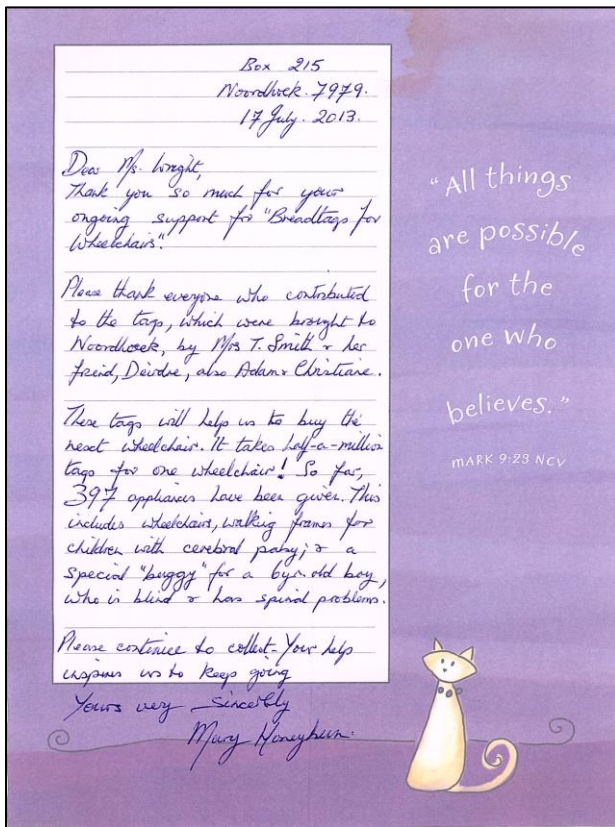 Box 215
Noordhoek. 7979.
17 July. 2013.
Dear Ms. Wright,
Thank you so much for your
ongoing support for "Breadtags for
Wheelchairs".
Please thank everyone who contributed
to the tags, which were brought to
Noordhoek, by Mrs T. Smith & her
friend, Deirdre, also Adam & Christiane.
These tags will help us to buy the
next wheelchair. It takes half-a-million
tags for one wheelchair! So far,
397 appliances have been given. This
includes wheelchairs, walking frames for
children with cerebral palsy; & a
special "buggy" for a 6yr. old boy,
who is blind & has spinal problems.
Please continue to collect - Your help
inspires us to keep going
Yours very sincerely
Mary Honeybun.
"All things
are possible
for the
one who
believes."
MARK 9:23 NCV